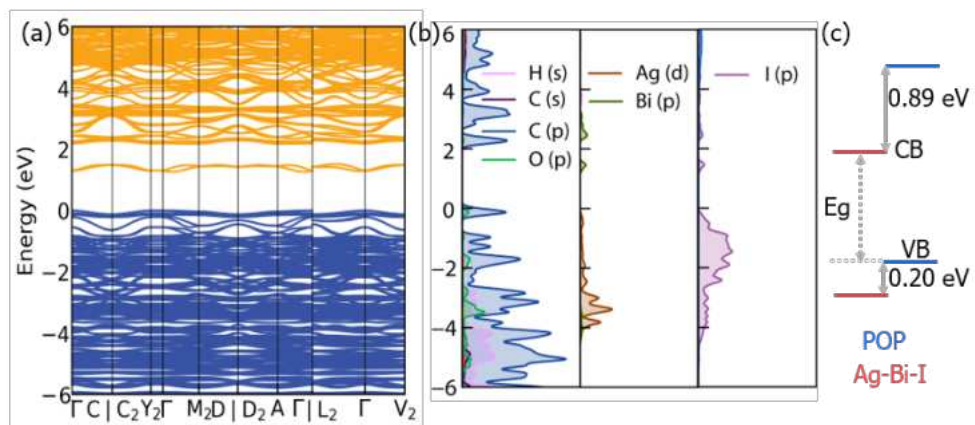 (a)
6
4
2
0
−2
−4
−6
Energy (eV)
Γ C | C₂ Y₂ Γ M₂ D | D₂ A Γ | L₂ Γ V₂
(b)
6
4
2
0
−2
−4
−6
H (s)
C (s)
C (p)
O (p)
Ag (d)
Bi (p)
I (p)
(c)
0.89 eV
CB
Eg
VB
0.20 eV
POP
Ag-Bi-I